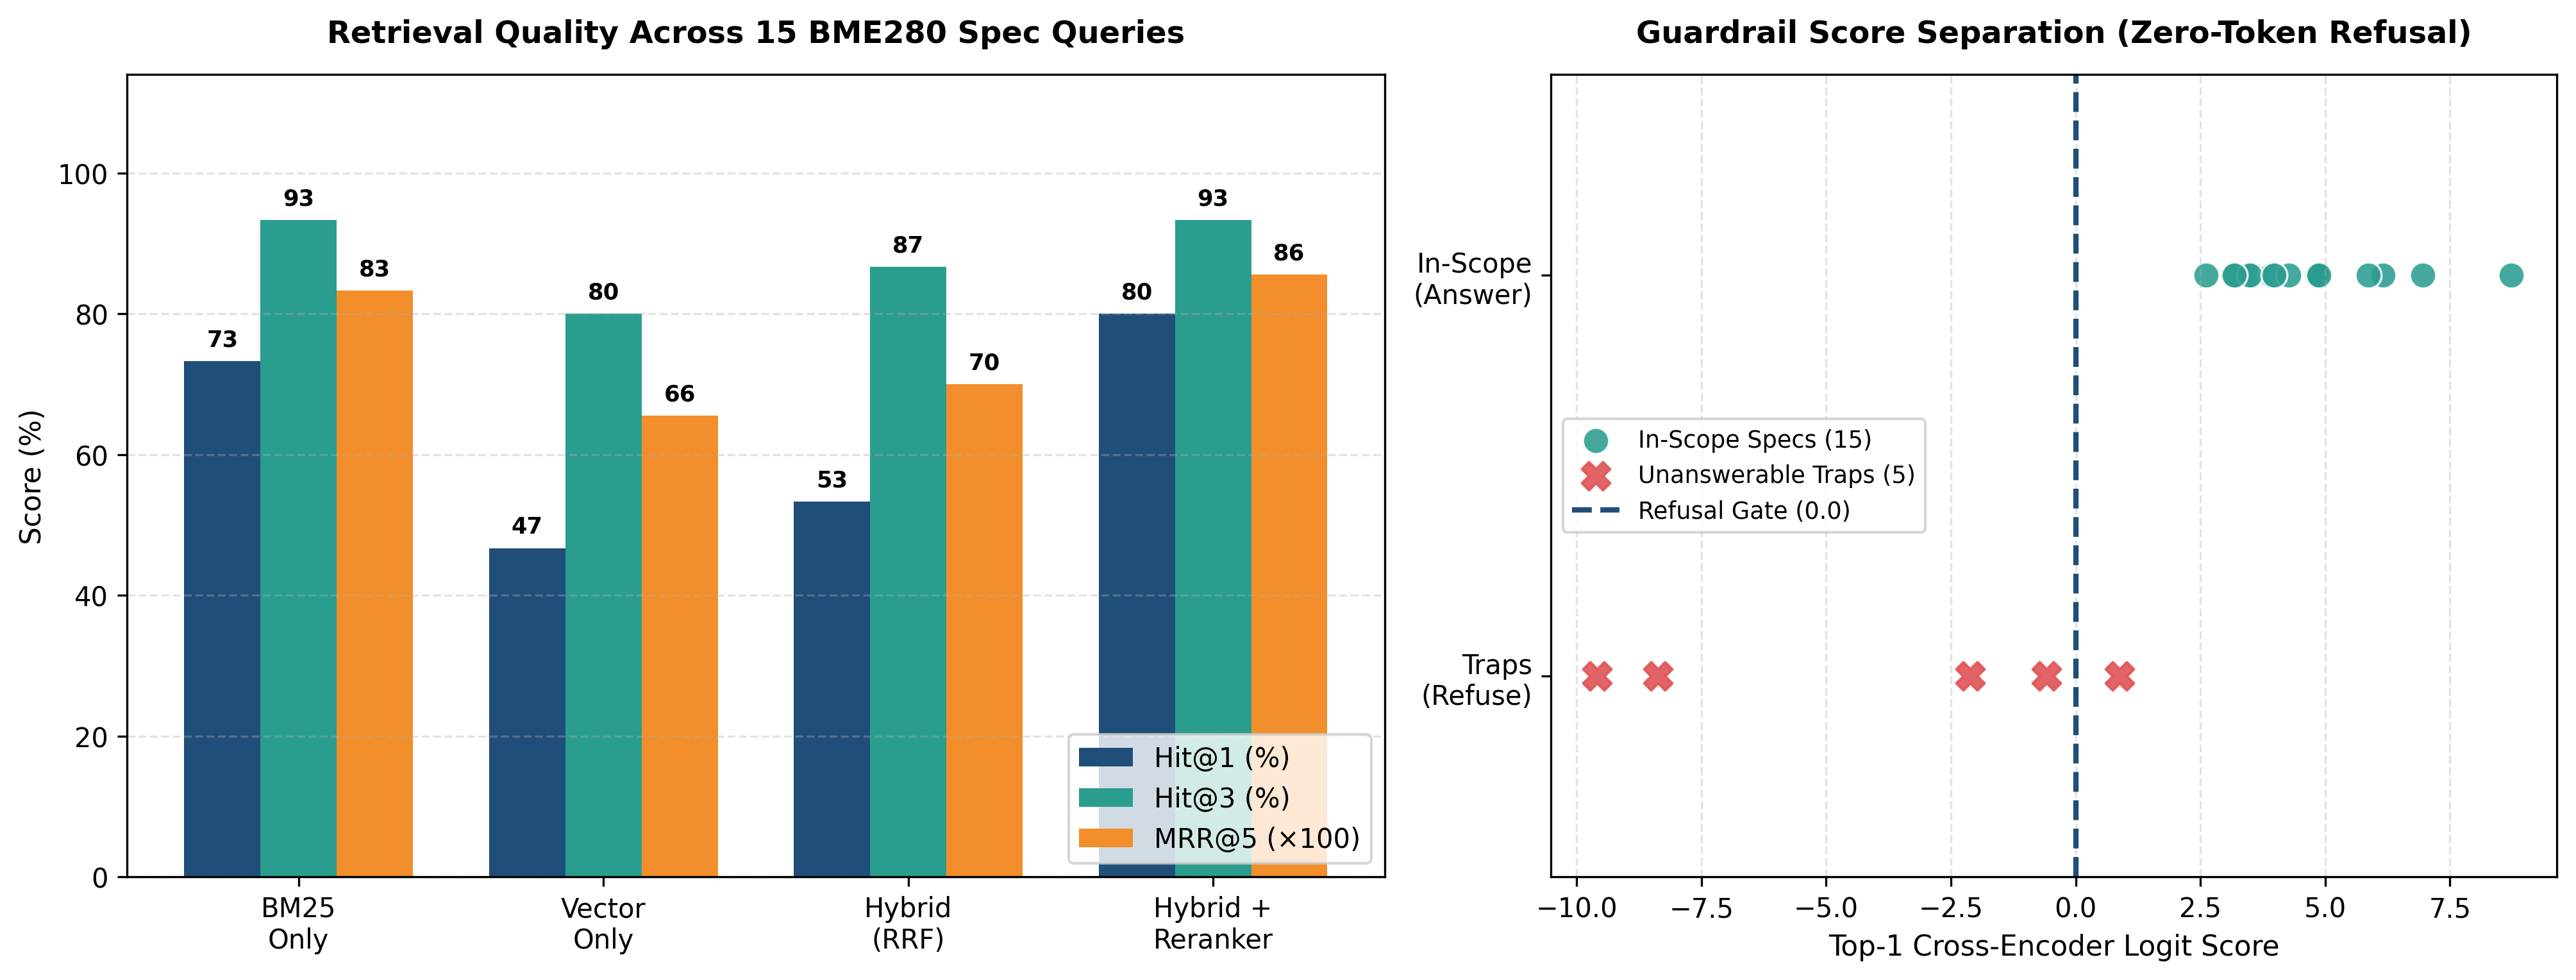 Retrieval Quality Across 15 BME280 Spec Queries
Score (%)
100
80
60
40
20
0
73
93
83
47
80
66
53
87
70
80
93
86
Hit@1 (%)
Hit@3 (%)
MRR@5 (×100)
BM25
Only
Vector
Only
Hybrid
(RRF)
Hybrid +
Reranker
Guardrail Score Separation (Zero-Token Refusal)
In-Scope
(Answer)
Traps
(Refuse)
In-Scope Specs (15)
Unanswerable Traps (5)
Refusal Gate (0.0)
−10.0
−7.5
−5.0
−2.5
0.0
2.5
5.0
7.5
Top-1 Cross-Encoder Logit Score